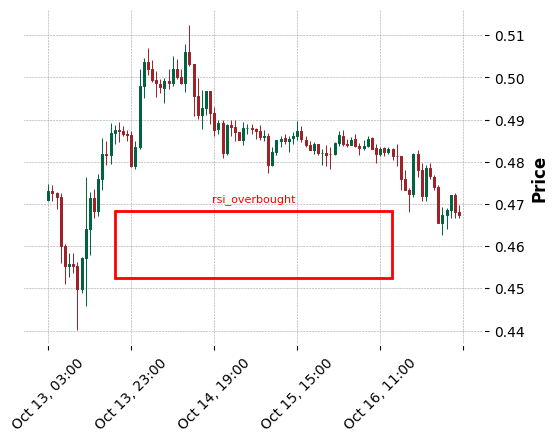 0.51
0.50
0.49
0.48
0.47
0.46
0.45
0.44
Price
rsi_overbought
Oct 13, 03:00
Oct 13, 23:00
Oct 14, 19:00
Oct 15, 15:00
Oct 16, 11:00